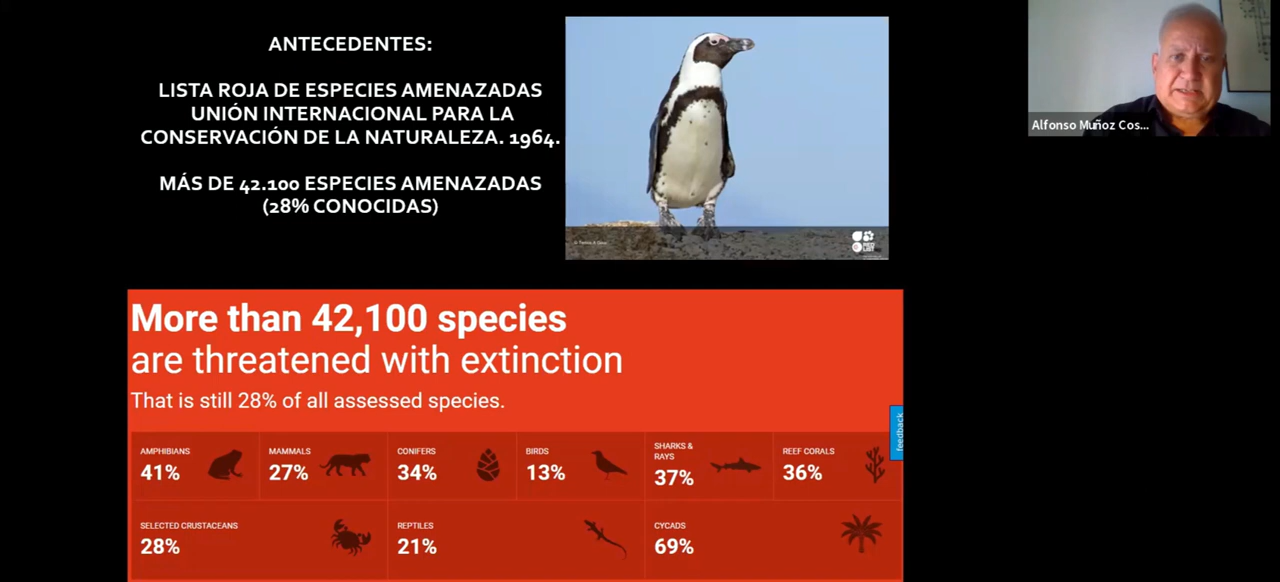 ANTECEDENTES:
LISTA ROJA DE ESPECIES AMENAZADAS
UNIÓN INTERNACIONAL PARA LA
CONSERVACIÓN DE LA NATURALEZA. 1964.
MÁS DE 42.100 ESPECIES AMENAZADAS
(28% CONOCIDAS)
RED
LIST
Alfonso Muñoz Cos...
More than 42,100 species
are threatened with extinction
That is still 28% of all assessed species.
feedback
AMPHIBIANS
41%
MAMMALS
27%
CONIFERS
34%
BIRDS
13%
SHARKS &
RAYS
37%
REEF CORALS
36%
SELECTED CRUSTACEANS
28%
REPTILES
21%
CYCADS
69%